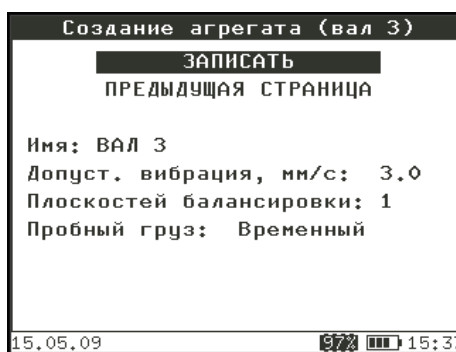 Создание агрегата (вал 3)
ЗАПИСАТЬ
ПРЕДЫДУЩАЯ СТРАНИЦА
Имя: ВАЛ 3
Допуст. вибрация, мм/с: 3.0
Плоскостей балансировки: 1
Пробный груз: Временный
15.05.09 97% 15:37